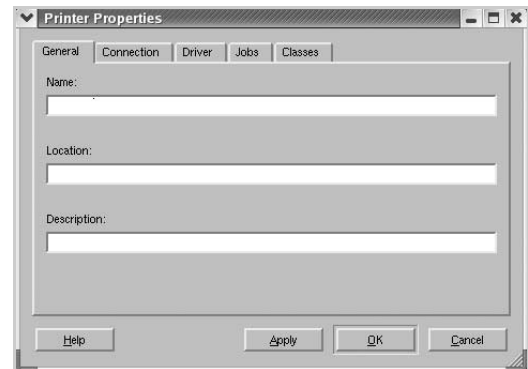 Printer Properties
General Connection Driver Jobs Classes
Name:
Location:
Description:
Help Apply OK Cancel